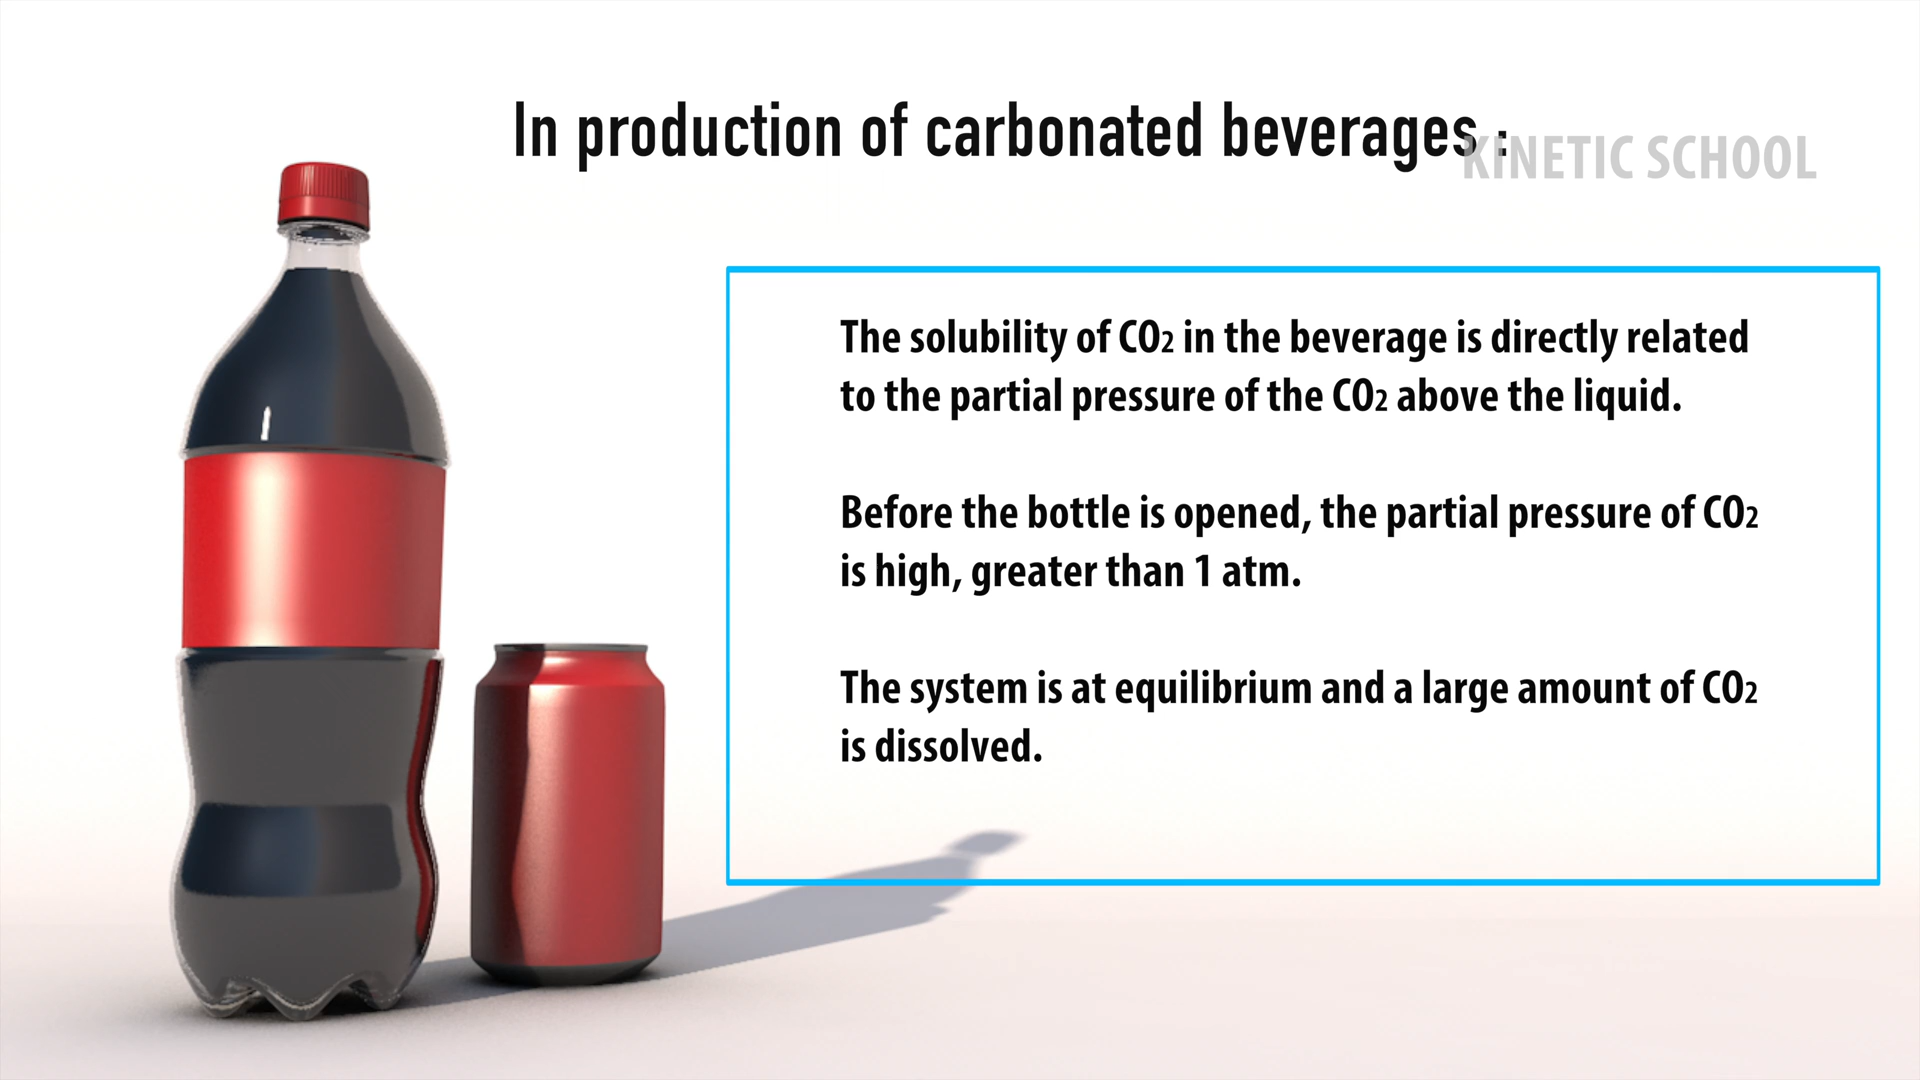 In production of carbonated beverages :
KINETIC SCHOOL
The solubility of CO₂ in the beverage is directly related
to the partial pressure of the CO₂ above the liquid.
Before the bottle is opened, the partial pressure of CO₂
is high, greater than 1 atm.
The system is at equilibrium and a large amount of CO₂
is dissolved.